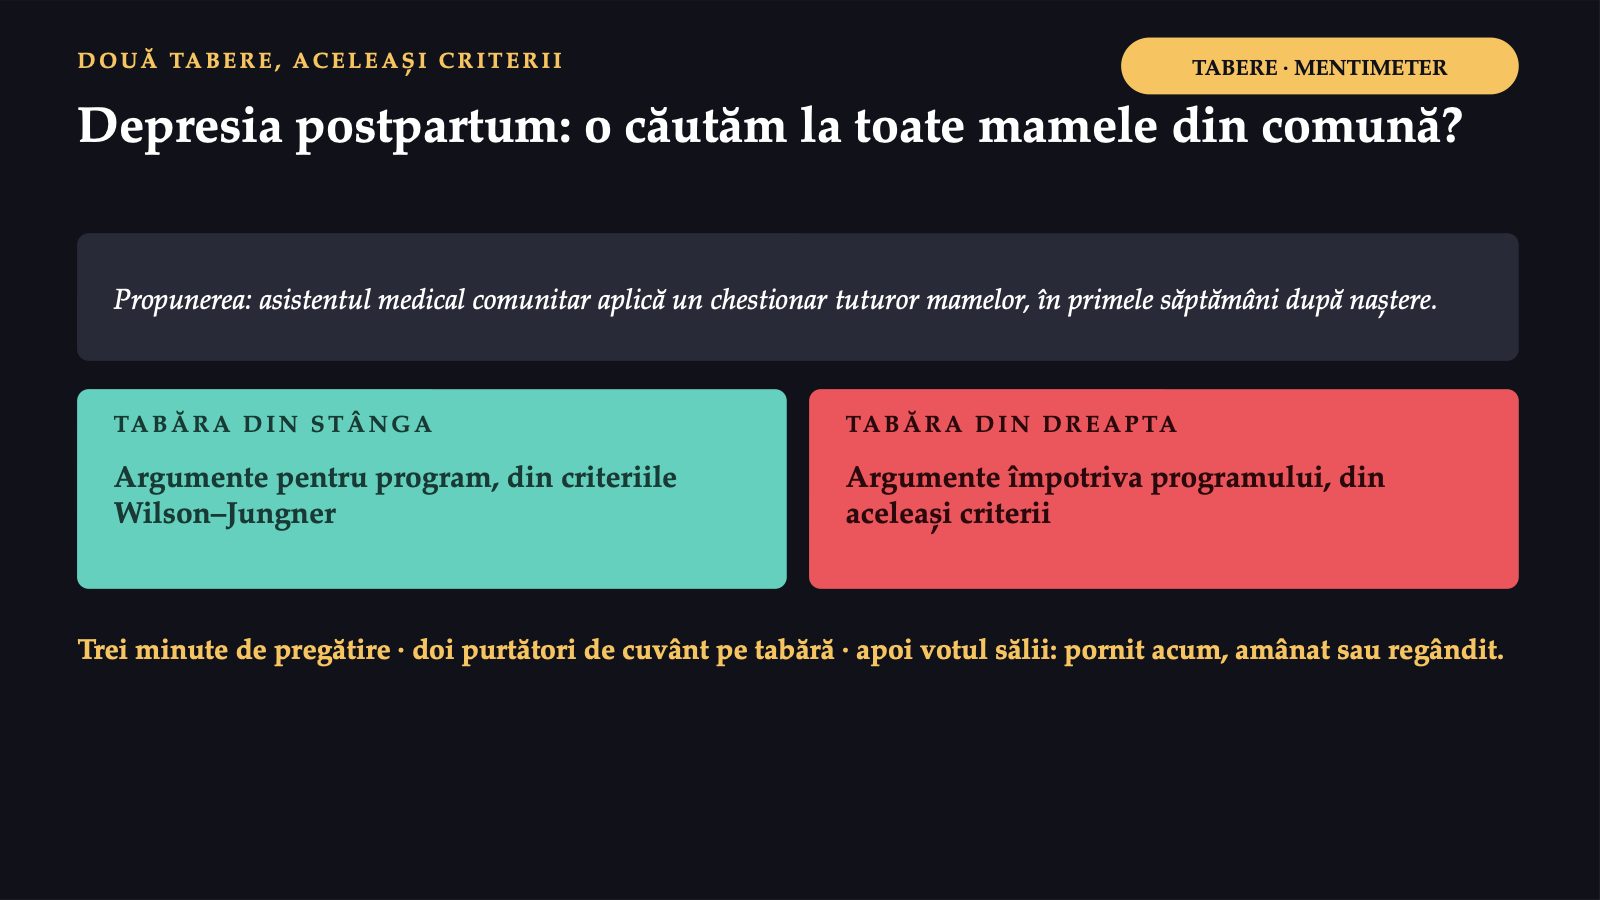 DOUĂ TABERE, ACELEAȘI CRITERII
TABERE · MENTIMETER
Depresia postpartum: o căutăm la toate mamele din comună?
Propunerea: asistentul medical comunitar aplică un chestionar tuturor mamelor, în primele săptămâni după naștere.
TABĂRA DIN STÂNGA
Argumente pentru program, din criteriile
Wilson–Jungner
TABĂRA DIN DREAPTA
Argumente împotriva programului, din
aceleași criterii
Trei minute de pregătire · doi purtători de cuvânt pe tabără · apoi votul sălii: pornit acum, amânat sau regândit.